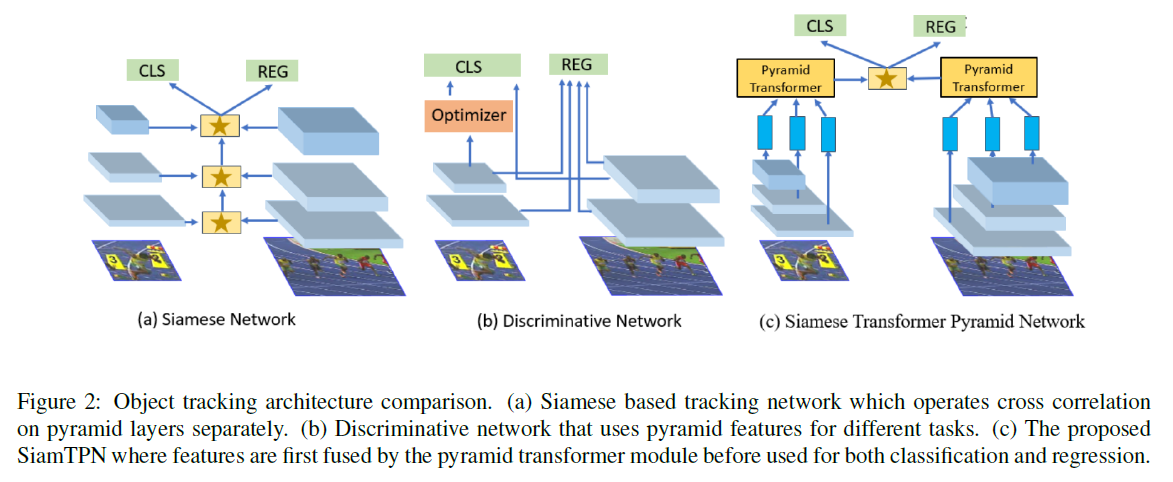 CLS
REG
(a) Siamese Network
CLS
REG
Optimizer
(b) Discriminative Network
CLS
REG
Pyramid
Transformer
Pyramid
Transformer
(c) Siamese Transformer Pyramid Network
Figure 2: Object tracking architecture comparison. (a) Siamese based tracking network which operates cross correlation
on pyramid layers separately. (b) Discriminative network that uses pyramid features for different tasks. (c) The proposed
SiamTPN where features are first fused by the pyramid transformer module before used for both classification and regression.